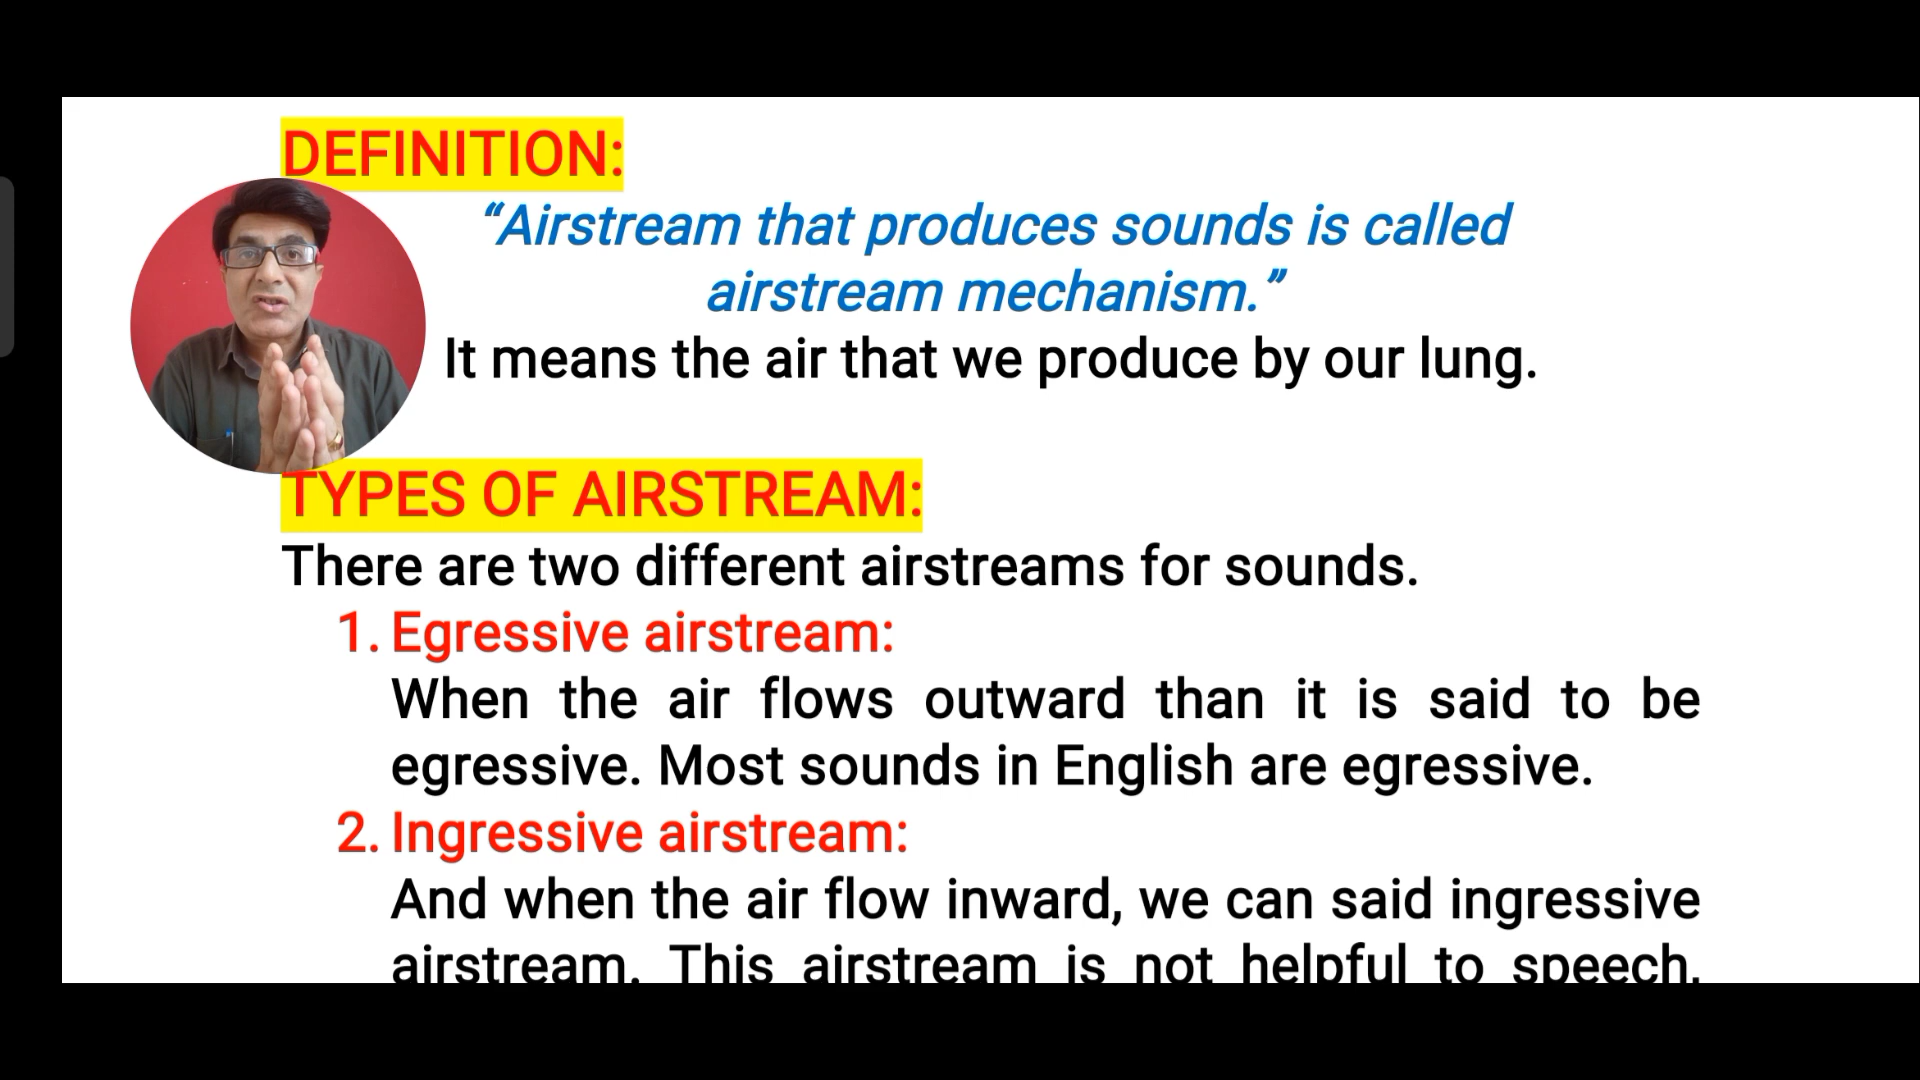 DEFINITION:
“Airstream that produces sounds is called
airstream mechanism.”
It means the air that we produce by our lung.
TYPES OF AIRSTREAM:
There are two different airstreams for sounds.
1. Egressive airstream:
When the air flows outward than it is said to be
egressive. Most sounds in English are egressive.
2. Ingressive airstream:
And when the air flow inward, we can said ingressive
airstream. This airstream is not helpful to speech.